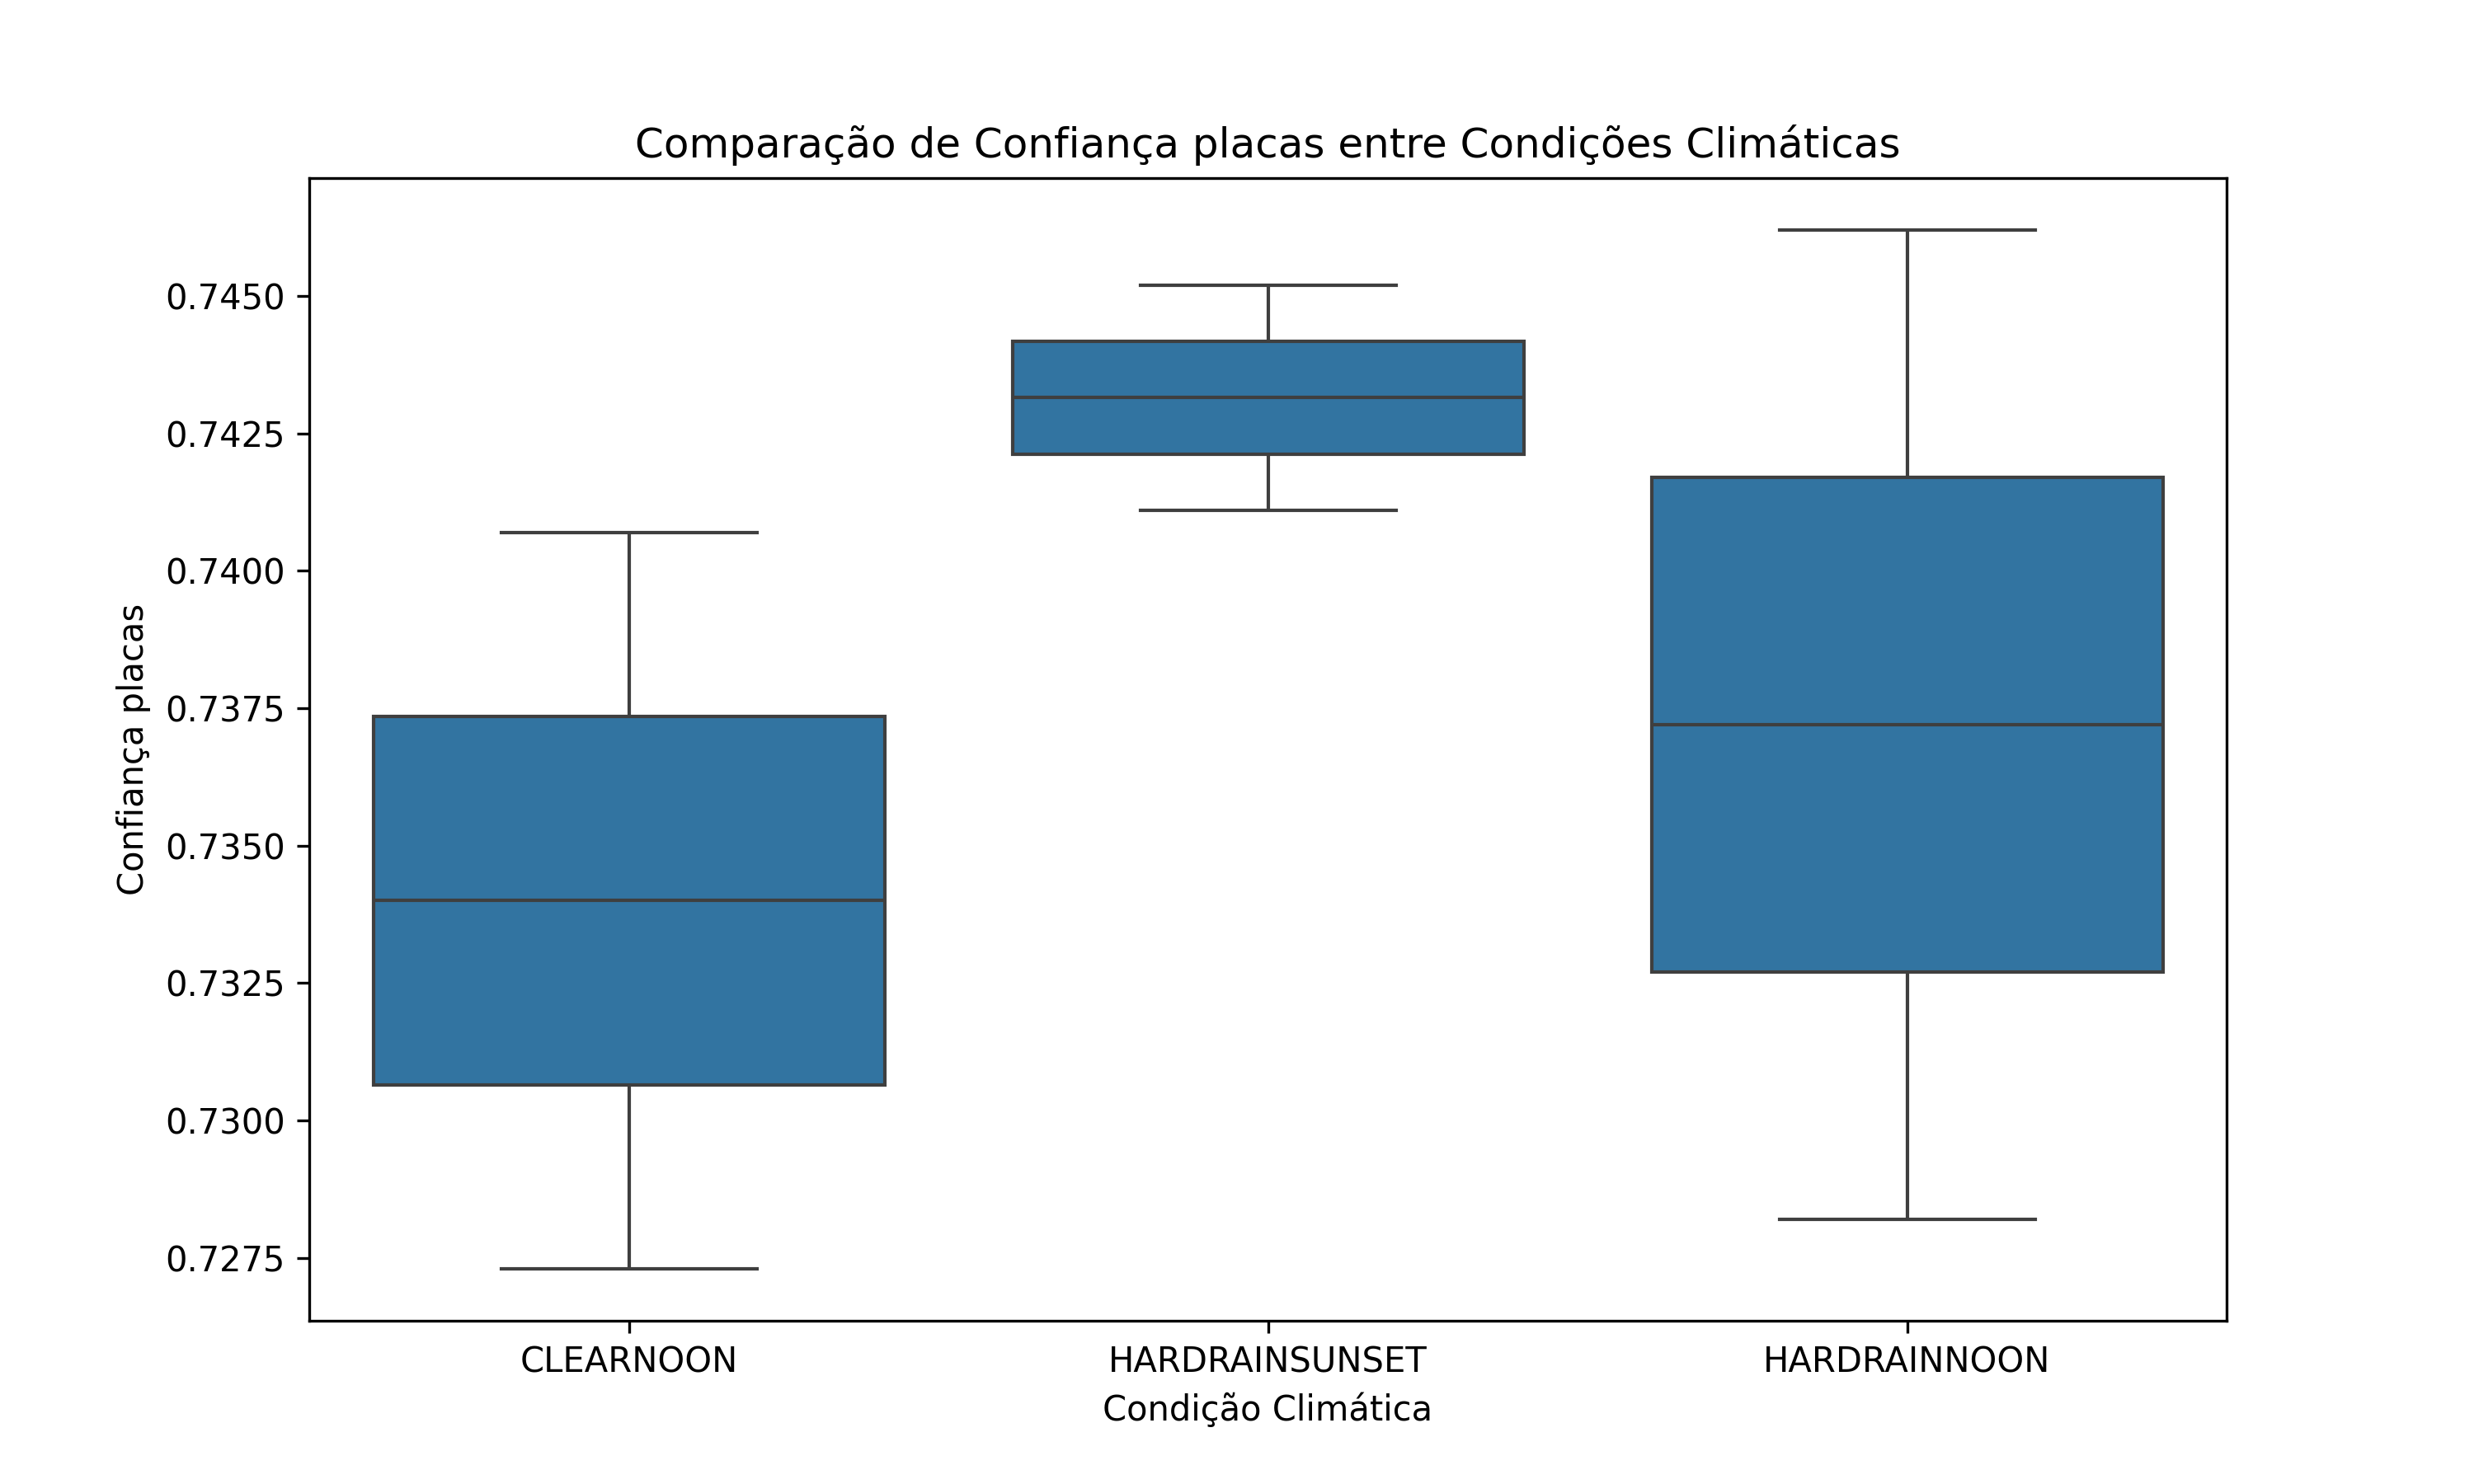 Comparação de Confiança placas entre Condições Climáticas
Confiança placas
0.7450
0.7425
0.7400
0.7375
0.7350
0.7325
0.7300
0.7275
CLEARNOON
HARDRAINSUNSET
HARDRAINNOON
Condição Climática